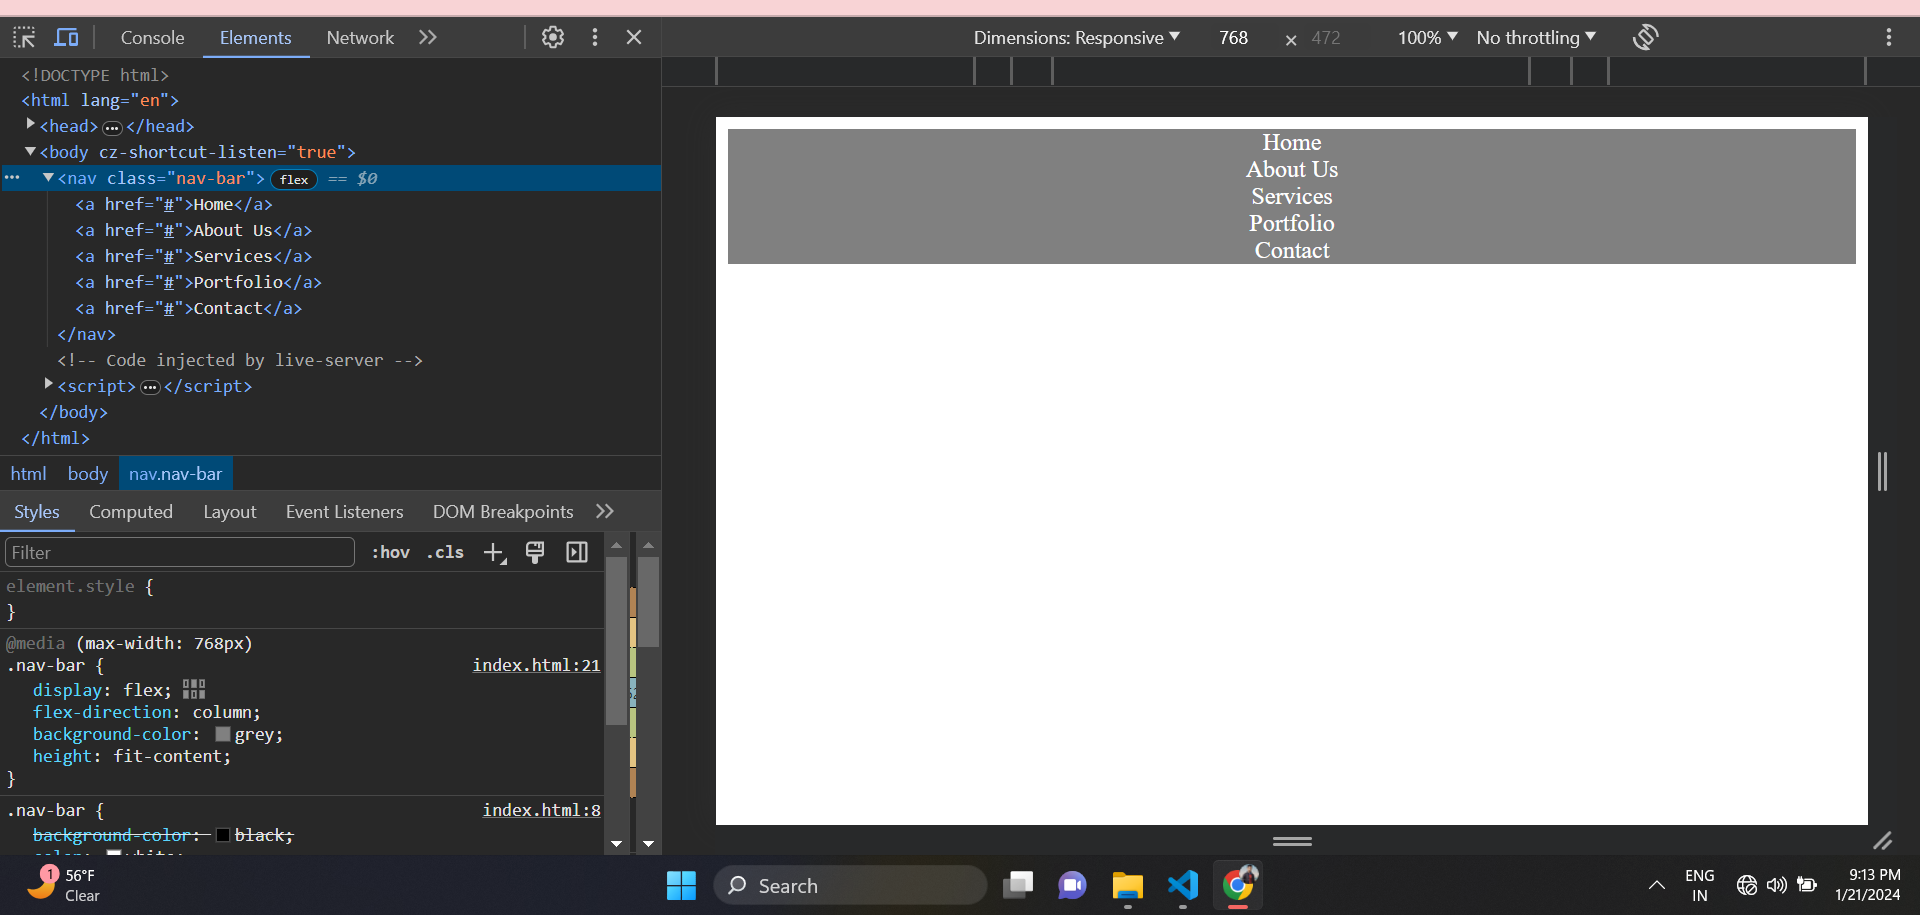 Console Elements Network
Dimensions: Responsive 768 × 472 100% No throttling
<!DOCTYPE html>
<html lang="en">
<head> ••• </head>
<body cz-shortcut-listen="true">
••• <nav class="nav-bar"> flex == $0
<a href="#">Home</a>
<a href="#">About Us</a>
<a href="#">Services</a>
<a href="#">Portfolio</a>
<a href="#">Contact</a>
</nav>
<!-- Code injected by live-server -->
<script> ••• </script>
</body>
</html>
html body nav.nav-bar
Styles Computed Layout Event Listeners DOM Breakpoints
Filter :hov .cls
element.style {
}
@media (max-width: 768px)
.nav-bar { index.html:21
display: flex;
flex-direction: column;
background-color: grey;
height: fit-content;
}
.nav-bar { index.html:8
background-color: black;
color: white;
Home
About Us
Services
Portfolio
Contact
1 56°F
Clear
Search
ENG
IN
9:13 PM
1/21/2024